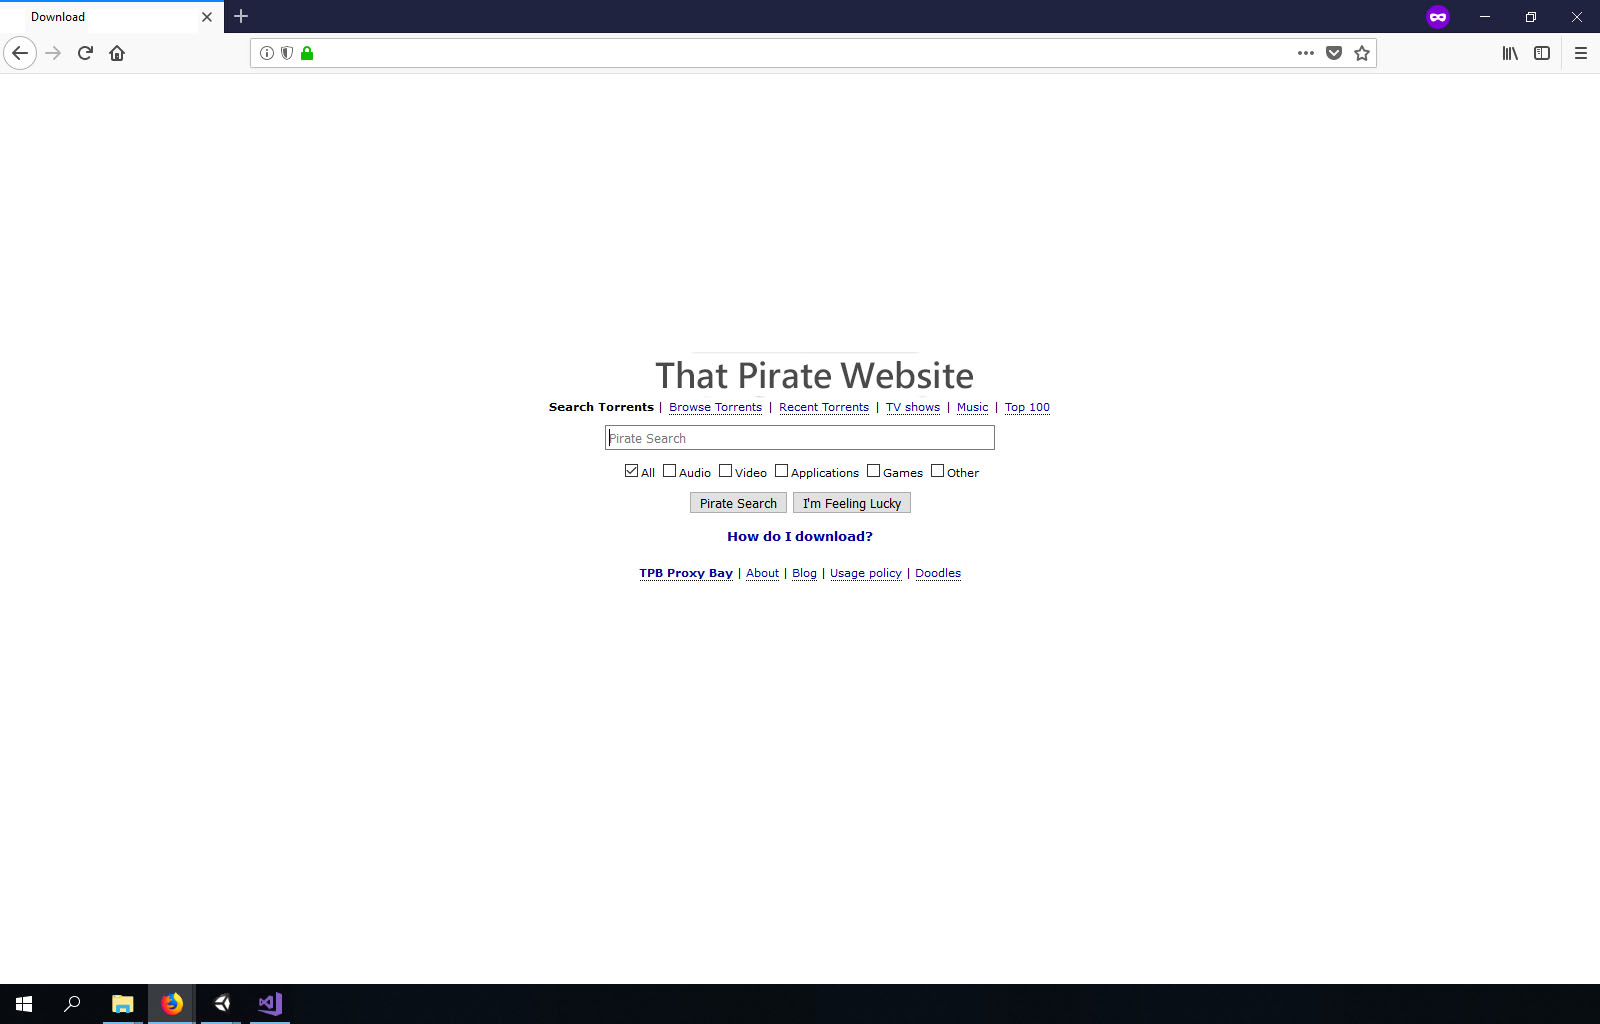 Download
That Pirate Website
Search Torrents | Browse Torrents | Recent Torrents | TV shows | Music | Top 100
Pirate Search
All Audio Video Applications Games Other
Pirate Search I'm Feeling Lucky
How do I download?
TPB Proxy Bay | About | Blog | Usage policy | Doodles